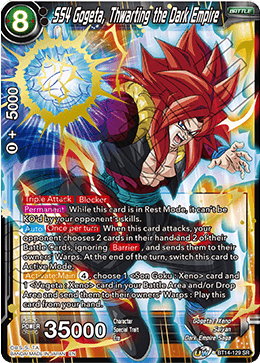 8
SS4 Gogeta, Thwarting the Dark Empire
BATTLE
0 + 5000
Triple Attack Blocker
Permanent While this card is in Rest Mode, it can't be
KO'd by your opponent's skills.
Auto Once per turn When this card attacks, your
opponent chooses 2 cards in their hand and 2 of their
Battle Cards, ignoring Barrier, and sends them to their
owners' Warps. At the end of the turn, switch this card to
Active Mode.
Activate Main 4, choose 1 <Son Goku : Xeno> card and
1 <Vegeta : Xeno> card in your Battle Area and/or Drop
Area and send them to their owners' Warps : Play this
card from your hand.
POWER
35000
Character
Special Trait
Era
Gogeta : Xeno
Saiyan
Dark Empire Saga
BT14-129 SR